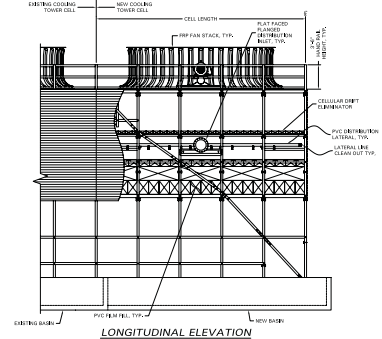 EXISTING COOLING
TOWER CELL
NEW COOLING
TOWER CELL
CELL LENGTH
FRP FAN STACK, TYP.
FLAT FACED
FLANGED
DISTRIBUTION
INLET, TYP.
3'-6"
HAND RAIL
HEIGHT, TYP.
CELLULAR DRIFT
ELIMINATOR
PVC DISTRIBUTION
LATERAL, TYP.
LATERAL LINE
CLEAN OUT, TYP.
EXISTING BASIN
PVC FILM FILL, TYP.
NEW BASIN
LONGITUDINAL ELEVATION